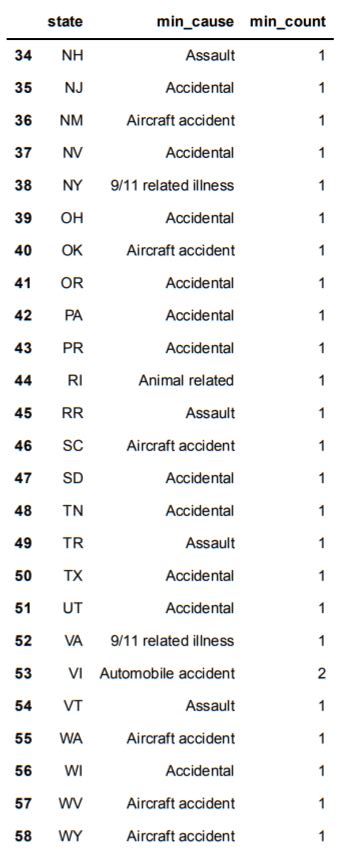 state min_cause min_count
34 NH Assault 1
35 NJ Accidental 1
36 NM Aircraft accident 1
37 NV Accidental 1
38 NY 9/11 related illness 1
39 OH Accidental 1
40 OK Aircraft accident 1
41 OR Accidental 1
42 PA Accidental 1
43 PR Accidental 1
44 RI Animal related 1
45 RR Assault 1
46 SC Aircraft accident 1
47 SD Accidental 1
48 TN Accidental 1
49 TR Assault 1
50 TX Accidental 1
51 UT Accidental 1
52 VA 9/11 related illness 1
53 VI Automobile accident 2
54 VT Assault 1
55 WA Aircraft accident 1
56 WI Accidental 1
57 WV Aircraft accident 1
58 WY Aircraft accident 1